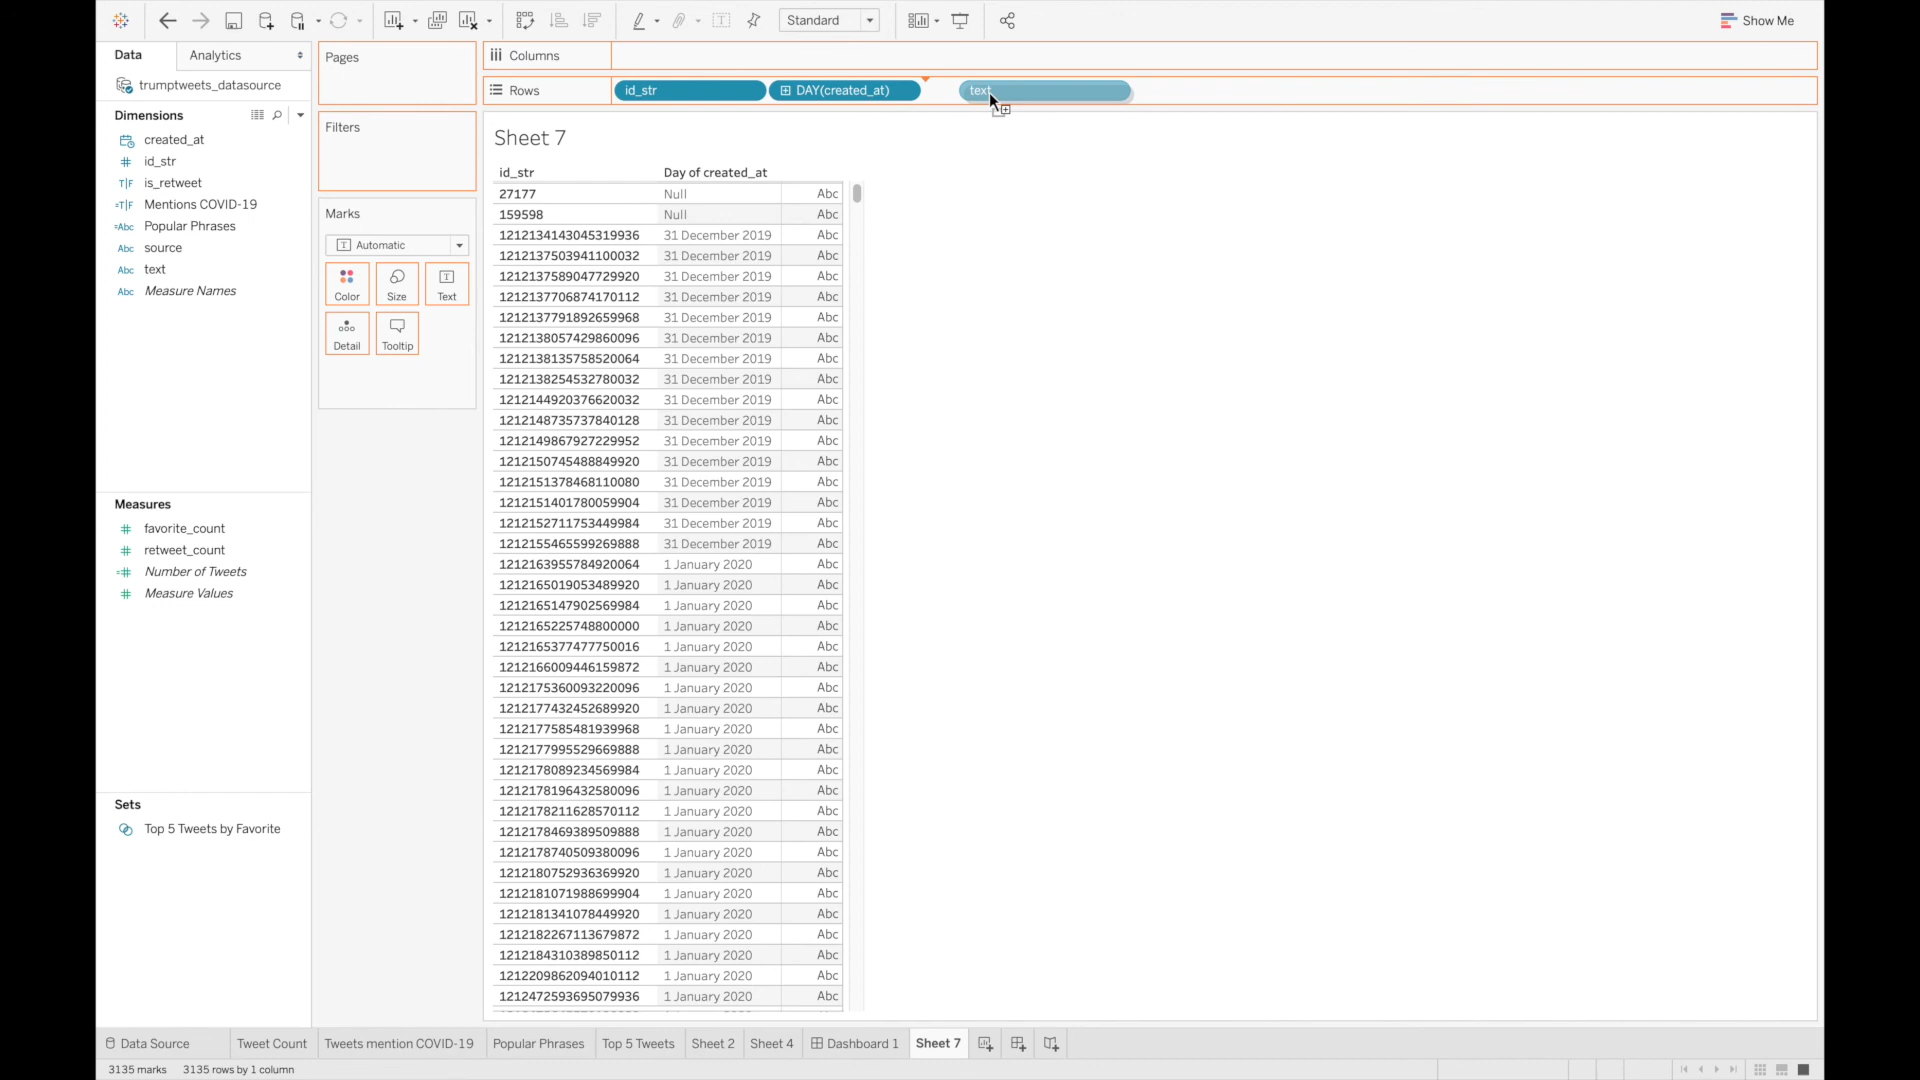 Standard
Show Me
Data
Analytics
Pages
Columns
trumptweets_datasource
Rows
id_str
DAY(created_at)
text
Dimensions
Filters
created_at
# id_str
T|F is_retweet
=T|F Mentions COVID-19
=Abc Popular Phrases
Abc source
Abc text
Abc Measure Names
Marks
Automatic
Color
Size
Text
Detail
Tooltip
Measures
# favorite_count
# retweet_count
=# Number of Tweets
# Measure Values
Sets
Top 5 Tweets by Favorite
Sheet 7
id_str Day of created_at
27177 Null Abc
159598 Null Abc
1212134143045319936 31 December 2019 Abc
1212137503941100032 31 December 2019 Abc
1212137589047729920 31 December 2019 Abc
1212137706874170112 31 December 2019 Abc
1212137791892659968 31 December 2019 Abc
1212138057429860096 31 December 2019 Abc
1212138135758520064 31 December 2019 Abc
1212138254532780032 31 December 2019 Abc
1212144920376620032 31 December 2019 Abc
1212148735737840128 31 December 2019 Abc
1212149867927229952 31 December 2019 Abc
1212150745488849920 31 December 2019 Abc
1212151378468110080 31 December 2019 Abc
1212151401780059904 31 December 2019 Abc
1212152711753449984 31 December 2019 Abc
1212155465599269888 31 December 2019 Abc
1212163955784920064 1 January 2020 Abc
1212165019053489920 1 January 2020 Abc
1212165147902569984 1 January 2020 Abc
1212165225748800000 1 January 2020 Abc
1212165377477750016 1 January 2020 Abc
1212166009446159872 1 January 2020 Abc
1212175360093220096 1 January 2020 Abc
1212177432452689920 1 January 2020 Abc
1212177585481939968 1 January 2020 Abc
1212177995529669888 1 January 2020 Abc
1212178089234569984 1 January 2020 Abc
1212178196432580096 1 January 2020 Abc
1212178211628570112 1 January 2020 Abc
1212178469389509888 1 January 2020 Abc
1212178740509380096 1 January 2020 Abc
1212180752936369920 1 January 2020 Abc
1212181071988699904 1 January 2020 Abc
1212181341078449920 1 January 2020 Abc
1212182267113679872 1 January 2020 Abc
1212184310389850112 1 January 2020 Abc
1212209862094010112 1 January 2020 Abc
1212472593695079936 1 January 2020 Abc
Data Source
Tweet Count
Tweets mention COVID-19
Popular Phrases
Top 5 Tweets
Sheet 2
Sheet 4
Dashboard 1
Sheet 7
3135 marks
3135 rows by 1 column